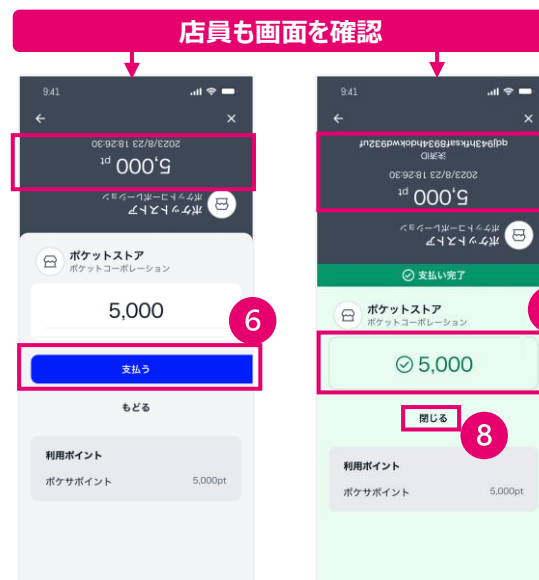 店員も画面を確認
9:41
ポケットストア
ポケットコーポレーション
5,000 pt
2023/8/23 18:26:30
ポケットストア
ポケットコーポレーション
5,000
6
支払う
もどる
利用ポイント
ポケサポイント 5,000pt
9:41
ポケットストア
ポケットコーポレーション
5,000 pt
2023/8/23 18:26:30
決済ID
支払い完了
ポケットストア
ポケットコーポレーション
5,000
閉じる
8
利用ポイント
ポケサポイント 5,000pt